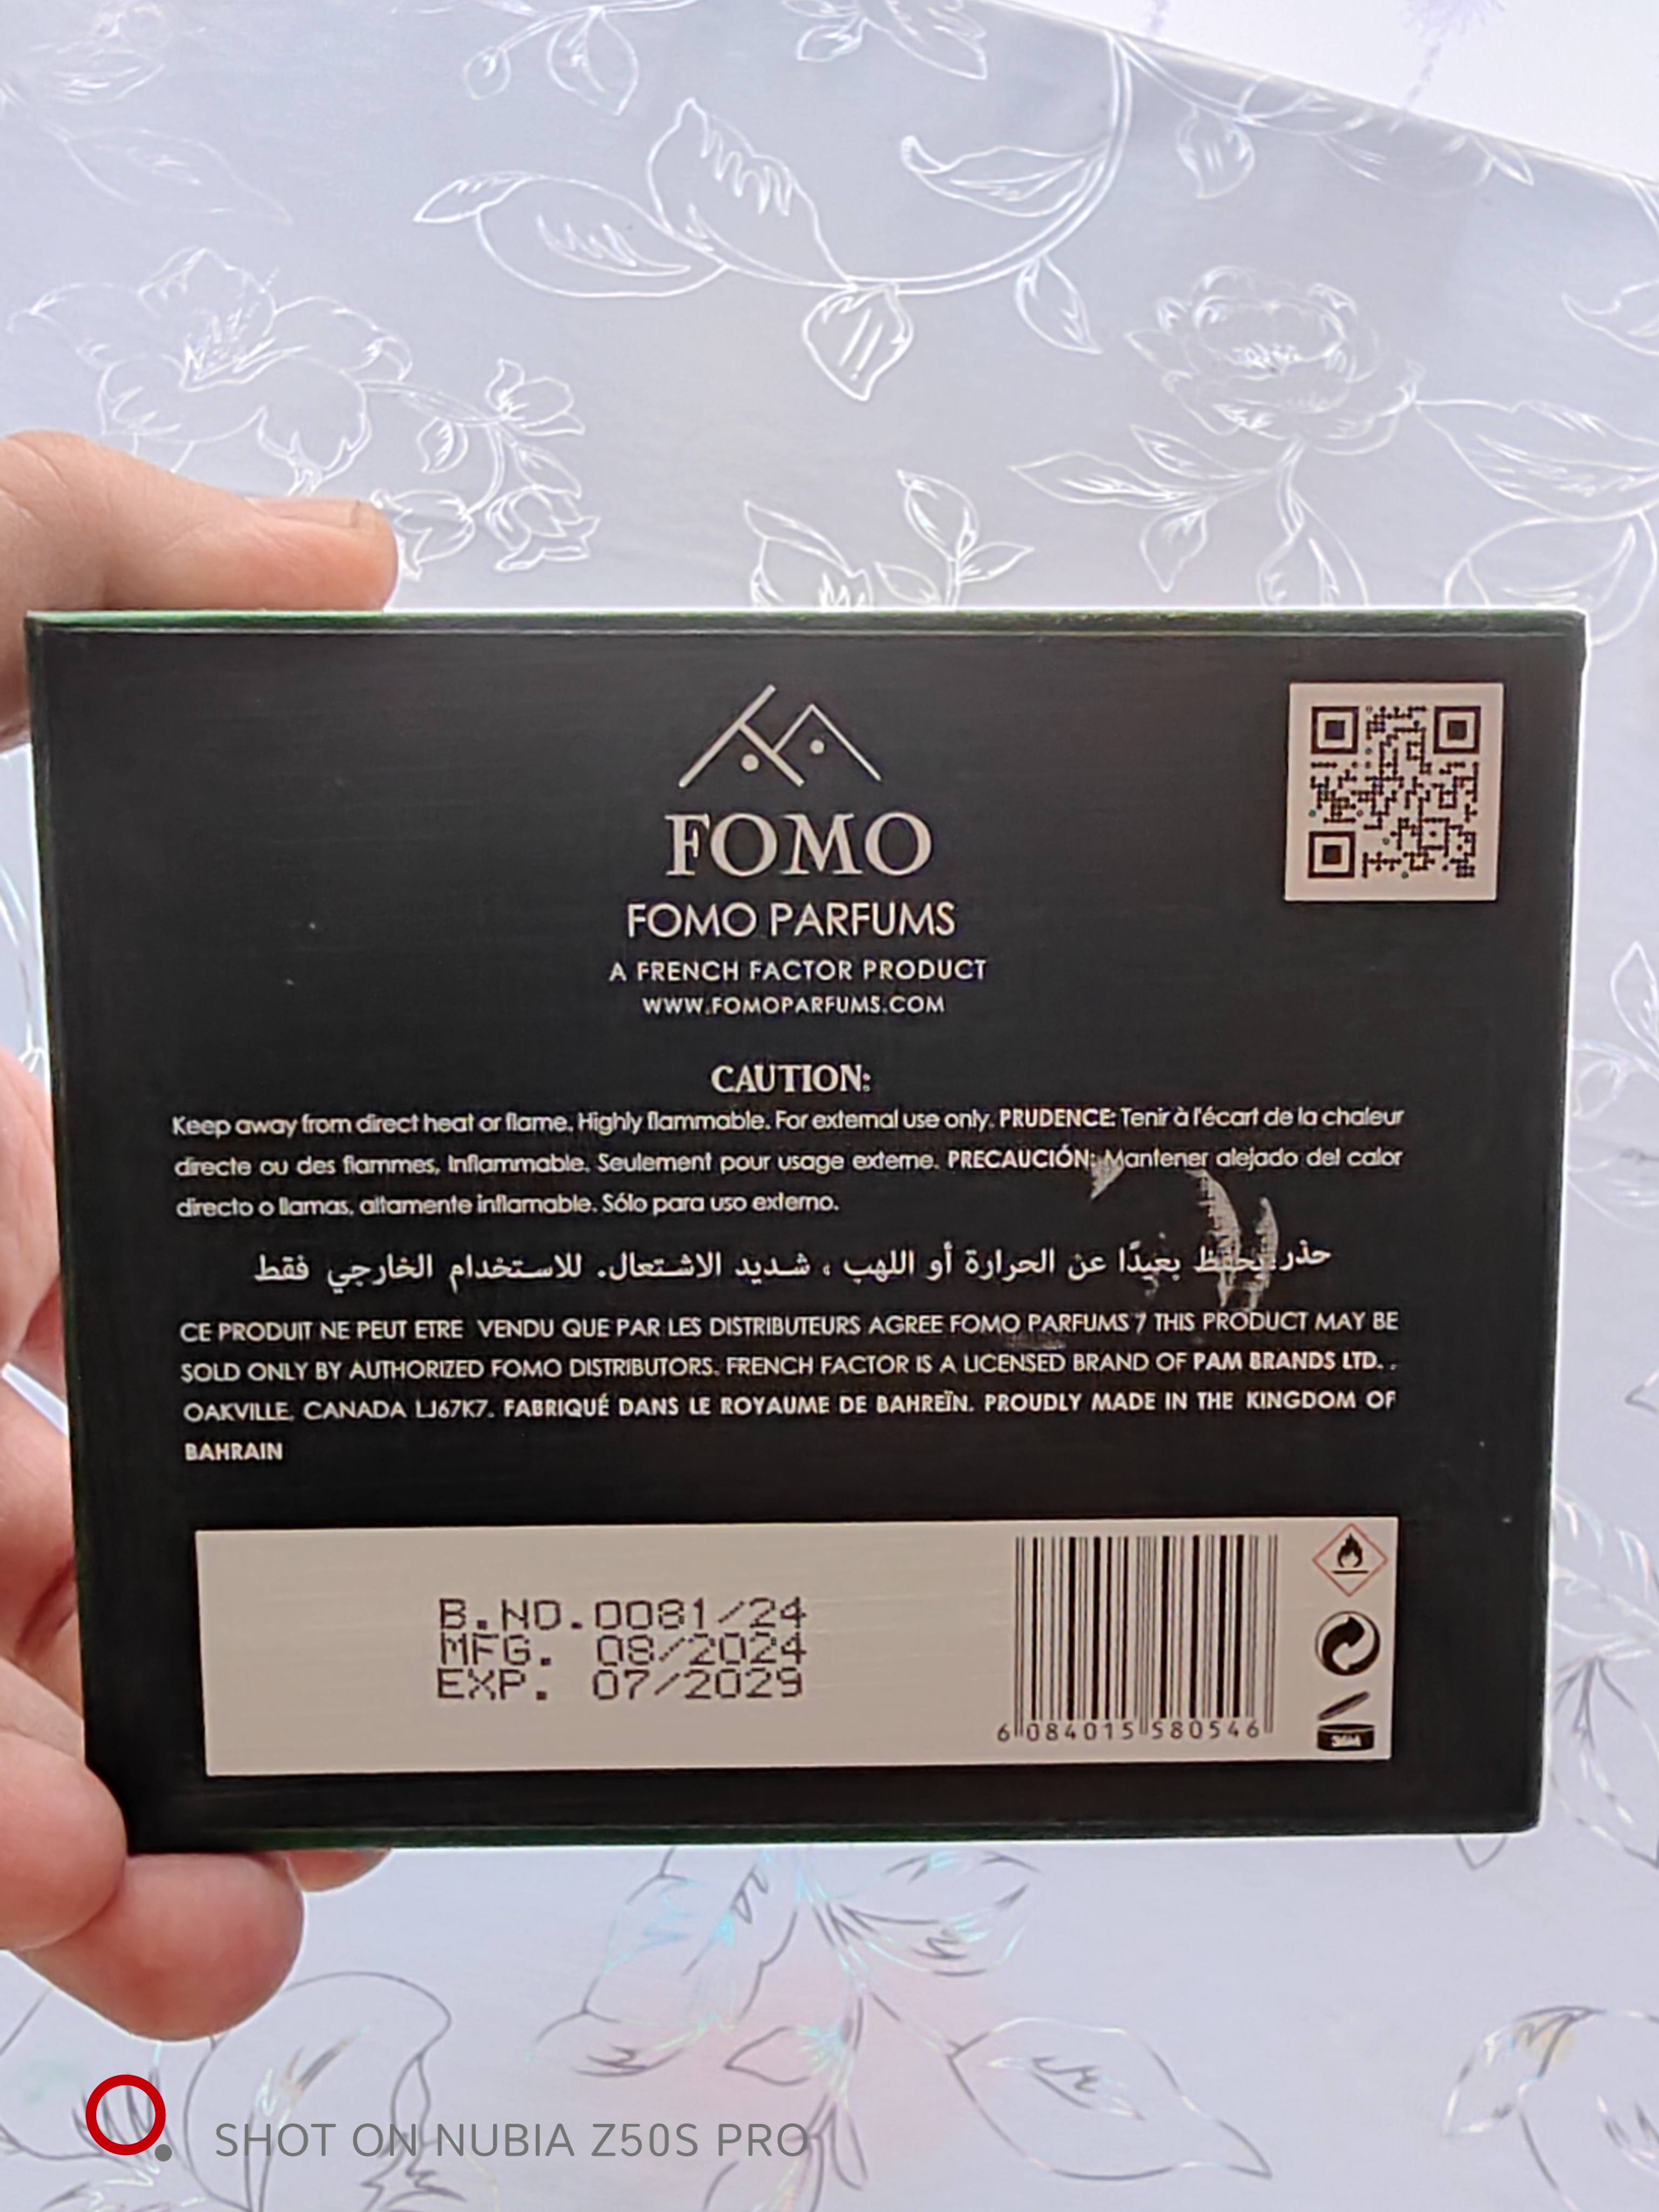 FOMO
FOMO PARFUMS
A FRENCH FACTOR PRODUCT
WWW.FOMOPARFUMS.COM
CAUTION:
Keep away from direct heat or flame. Highly flammable. For external use only. PRUDENCE: Tenir à l'écart de la chaleur
directe ou des flammes, Inflammable. Seulement pour usage externe. PRECAUCIÓN: Mantener alejado del calor
directo o llamas, altamente inflamable. Sólo para uso externo.
حذر يحفظ بعيدًا عن الحرارة أو اللهب ، شديد الاشتعال. للاستخدام الخارجي فقط
CE PRODUIT NE PEUT ETRE VENDU QUE PAR LES DISTRIBUTEURS AGREE FOMO PARFUMS 7 THIS PRODUCT MAY BE
SOLD ONLY BY AUTHORIZED FOMO DISTRIBUTORS. FRENCH FACTOR IS A LICENSED BRAND OF PAM BRANDS LTD. .
OAKVILLE, CANADA LJ67K7. FABRIQUÉ DANS LE ROYAUME DE BAHREÏN. PROUDLY MADE IN THE KINGDOM OF
BAHRAIN
B.NO.0081/24
MFG. 08/2024
EXP. 07/2029
6 084015 580546
36M
SHOT ON NUBIA Z50S PRO